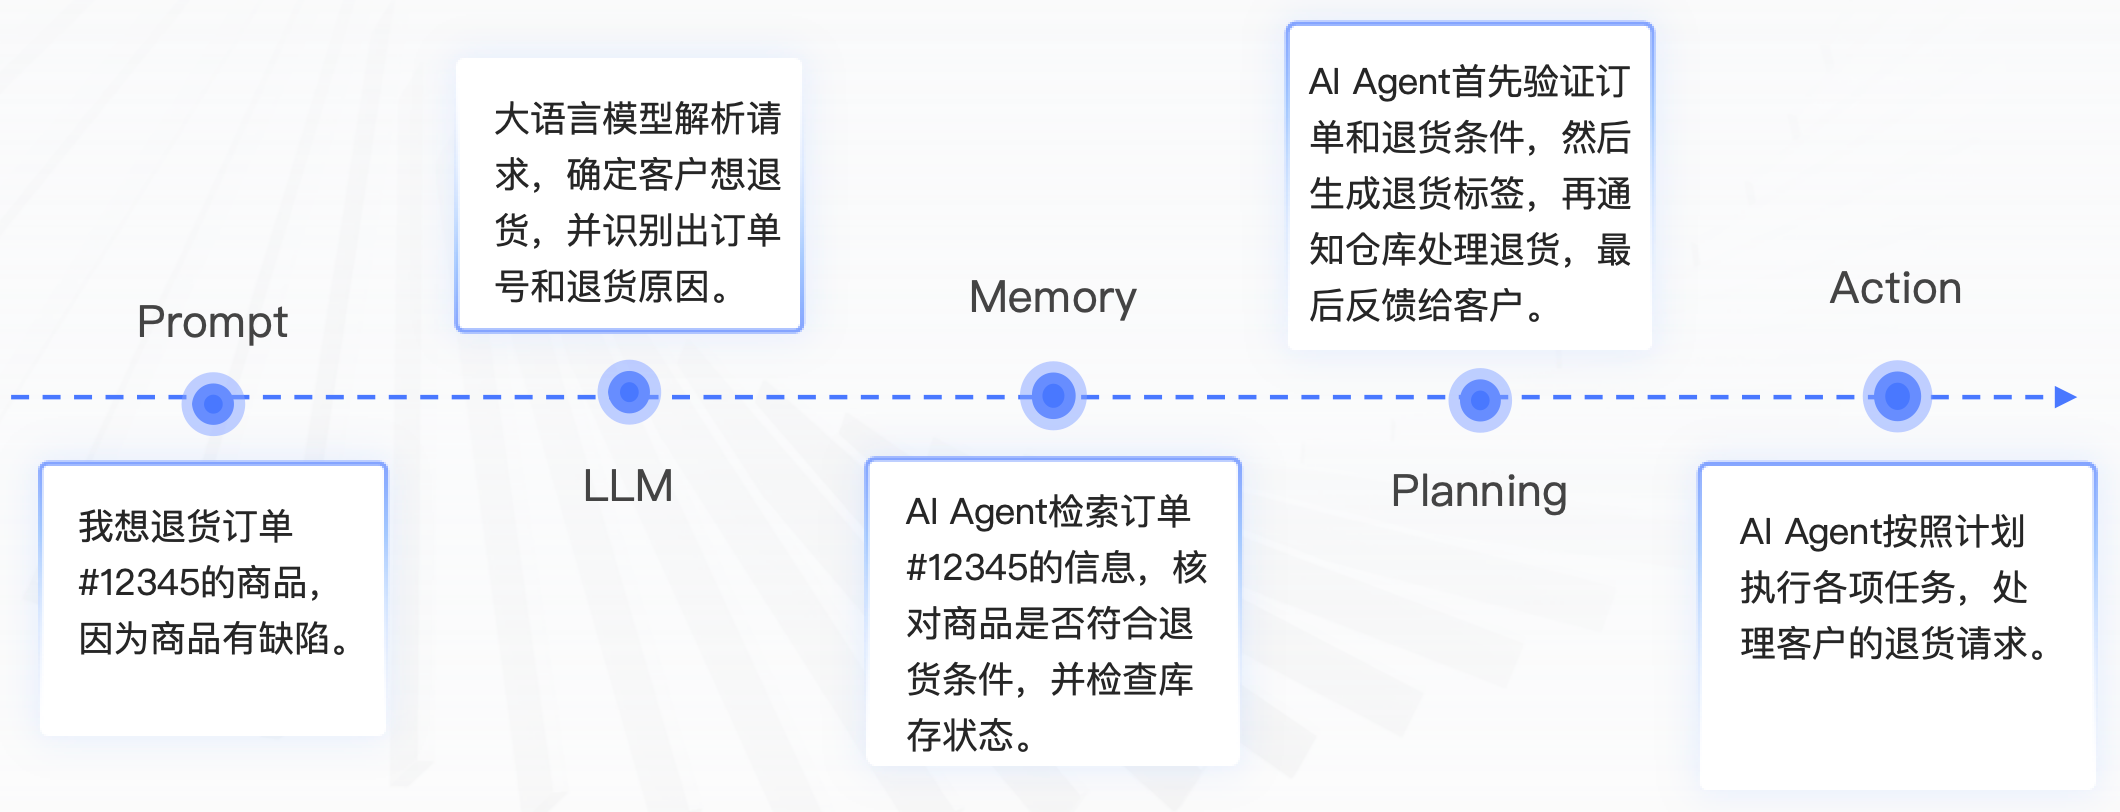 Prompt
我想退货订单
#12345的商品，
因为商品有缺陷。
大语言模型解析请
求，确定客户想退
货，并识别出订单
号和退货原因。
LLM
Memory
AI Agent检索订单
#12345的信息，核
对商品是否符合退
货条件，并检查库
存状态。
AI Agent首先验证订
单和退货条件，然后
生成退货标签，再通
知仓库处理退货，最
后反馈给客户。
Planning
Action
AI Agent按照计划
执行各项任务，处
理客户的退货请求。